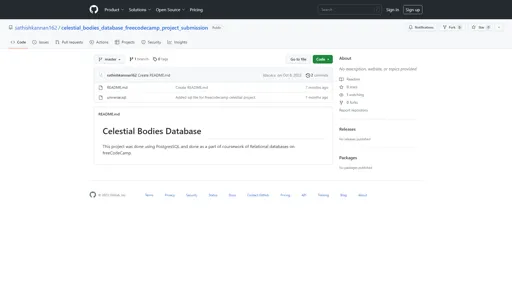 Product Solutions Open Source Pricing Search Sign in Sign up
sathishkannan162 / celestial_bodies_database_freecodecamp_project_submission Public Notifications Fork 0 Star 0
Code Issues Pull requests Actions Projects Security Insights
master 1 branch 0 tags Go to file Code
sathishkannan162 Create README.md on Oct 8, 2022 2 commits
README.md Create README.md 7 months ago
universe.sql Added sql file for freecodecamp celestial project 7 months ago
README.md
Celestial Bodies Database
This project was done using PostgreSQL and done as a part of coursework of Relational databases on
freeCodeCamp.
About
No description, website, or topics provided.
Readme
0 stars
1 watching
0 forks
Report repository
Releases
No releases published
Packages
No packages published
© 2023 GitHub, Inc. Terms Privacy Security Status Docs Contact GitHub Pricing API Training Blog About